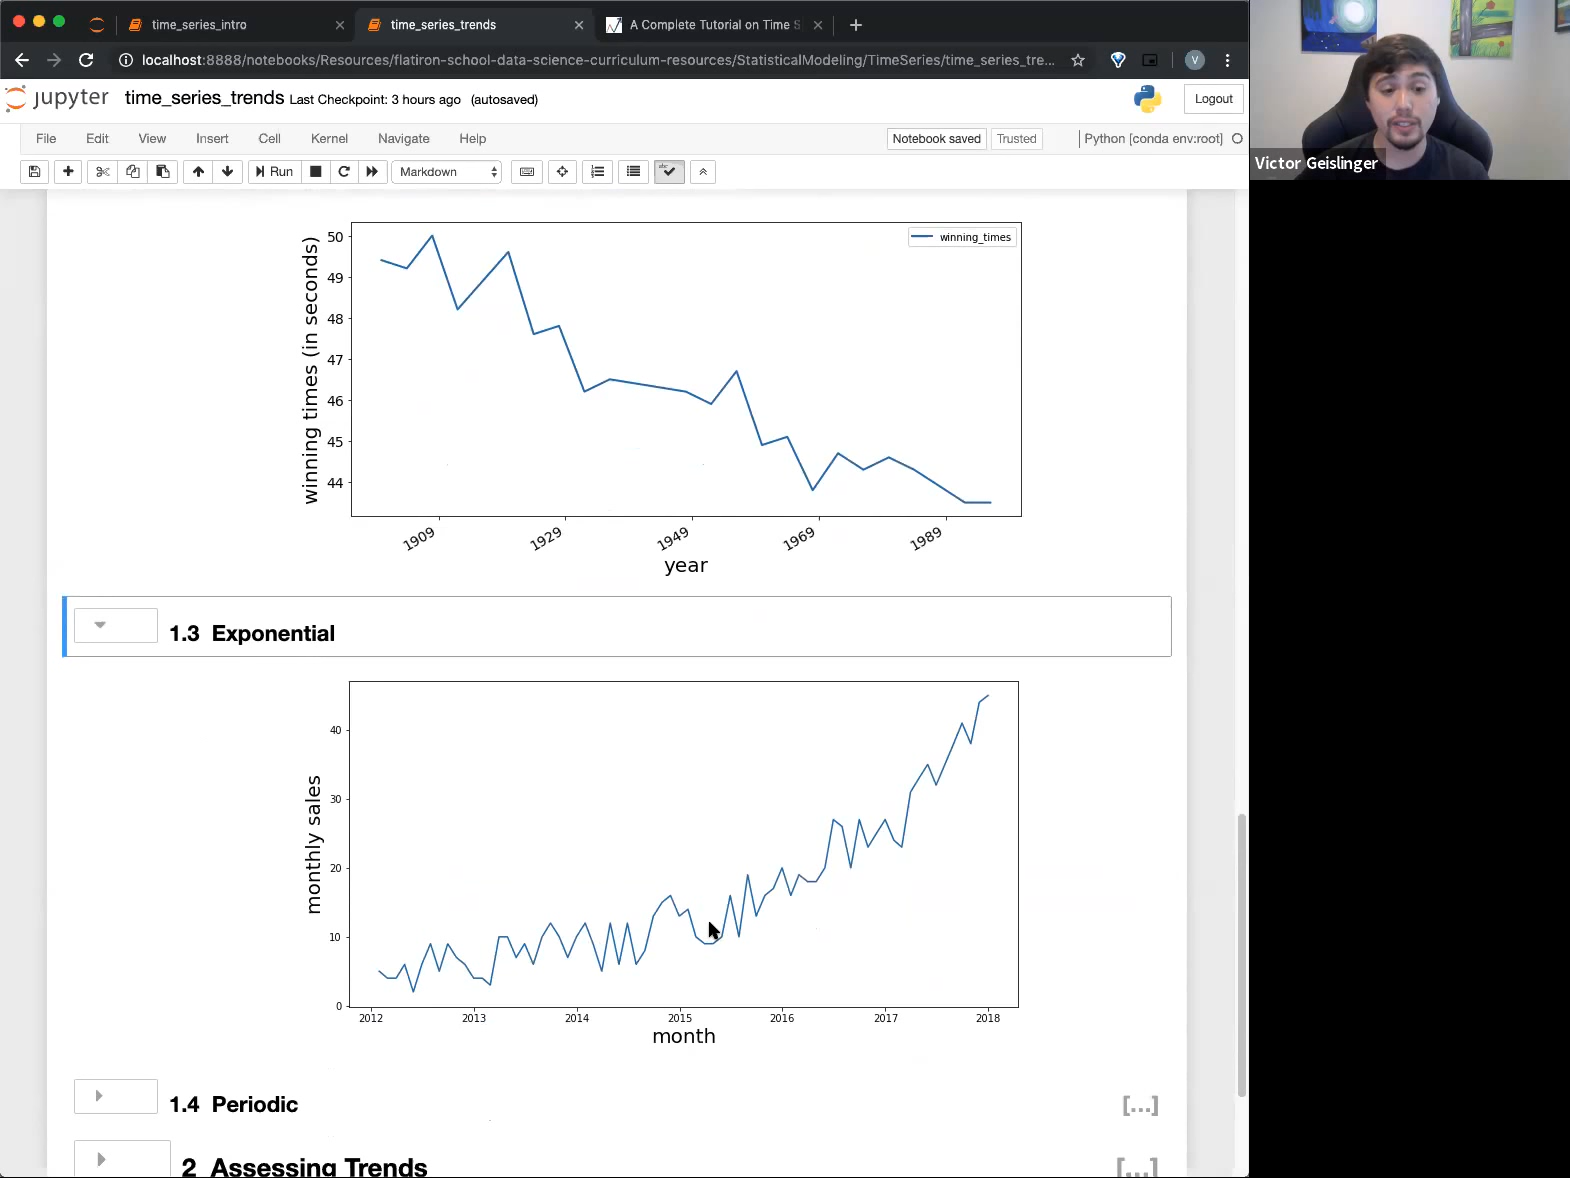 time_series_intro
time_series_trends
A Complete Tutorial on Time S
localhost:8888/notebooks/Resources/flatiron-school-data-science-curriculum-resources/StatisticalModeling/TimeSeries/time_series_tre...
V
jupyter time_series_trends Last Checkpoint: 3 hours ago (autosaved)
Logout
File Edit View Insert Cell Kernel Navigate Help
Notebook saved Trusted Python [conda env:root]
Run Markdown
Victor Geislinger
winning_times
winning times (in seconds)
50
49
48
47
46
45
44
1909 1929 1949 1969 1989
year
1.3 Exponential
monthly sales
40
30
20
10
0
2012 2013 2014 2015 2016 2017 2018
month
1.4 Periodic [...]
2 Assessing Trends [...]